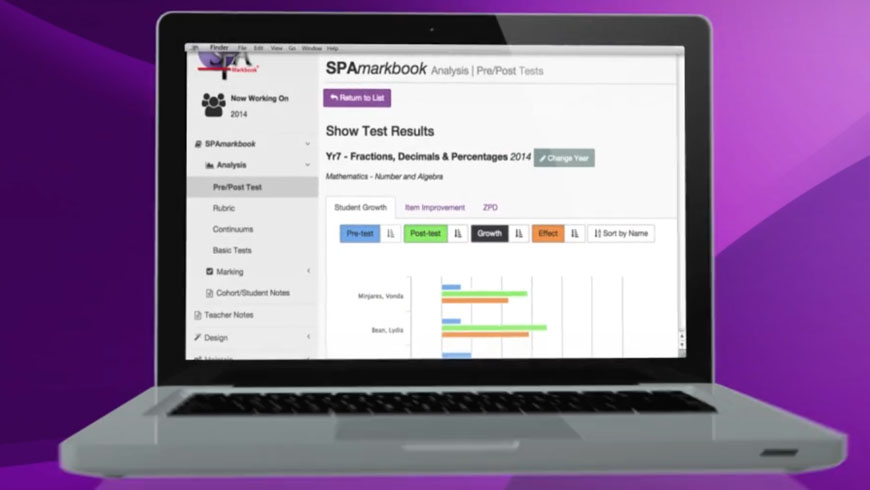 Finder File Edit View Go Window Help
SPA
Markbook
Now Working On
2014
SPAmarkbook
Analysis
Pre/Post Test
Rubric
Continuums
Basic Tests
Marking
Cohort/Student Notes
Teacher Notes
Design
Maintain
SPAmarkbook Analysis | Pre/Post Tests
Return to List
Show Test Results
Yr7 - Fractions, Decimals & Percentages 2014 Change Year
Mathematics - Number and Algebra
Student Growth Item Improvement ZPD
Pre-test Post-test Growth Effect Sort by Name
Minjares, Vonda
Bean, Lydia